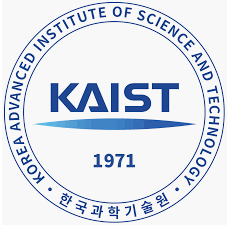 KOREA ADVANCED INSTITUTE OF SCIENCE AND TECHNOLOGY
KAIST
1971
한국과학기술원